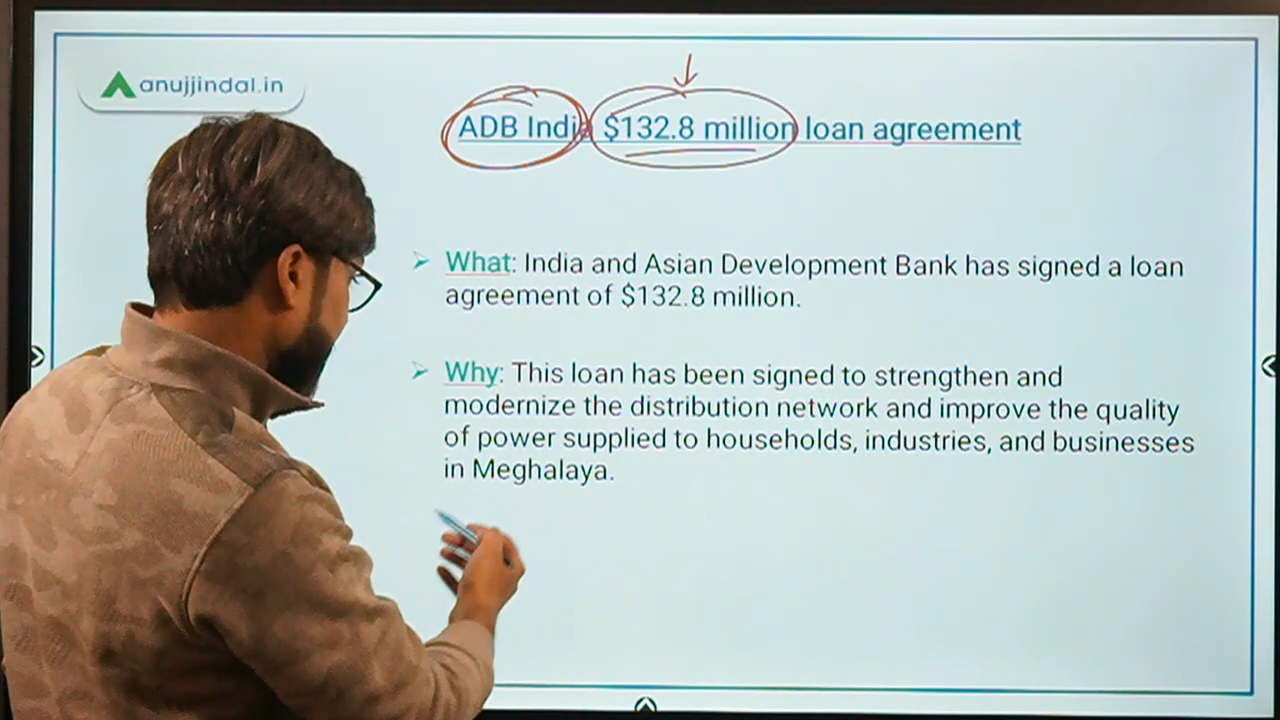 anujjindal.in
ADB India $132.8 million loan agreement
What: India and Asian Development Bank has signed a loan
agreement of $132.8 million.
Why: This loan has been signed to strengthen and
modernize the distribution network and improve the quality
of power supplied to households, industries, and businesses
in Meghalaya.